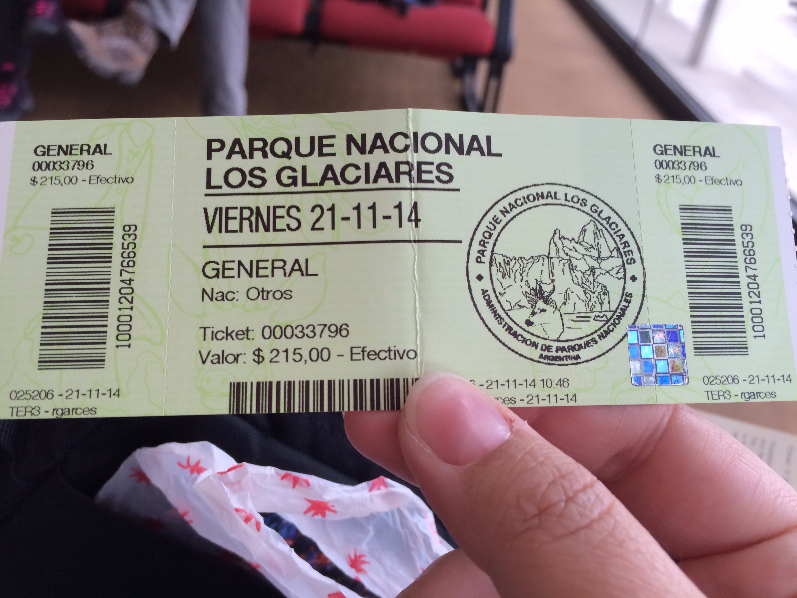 GENERAL
00033796
$ 215,00 - Efectivo
10001204766539
025206 - 21-11-14
TER3 - rgarces
PARQUE NACIONAL
LOS GLACIARES
VIERNES 21-11-14
GENERAL
Nac: Otros
Ticket: 00033796
Valor: $ 215,00 - Efectivo
PARQUE NACIONAL LOS GLACIARES
ADMINISTRACION DE PARQUES NACIONALES
ARGENTINA
- 21-11-14 10:46
- 21-11-14
GENERAL
00033796
$ 215,00 - Efectivo
10001204766539
025206 - 21-11-14
TER3 - rgarces